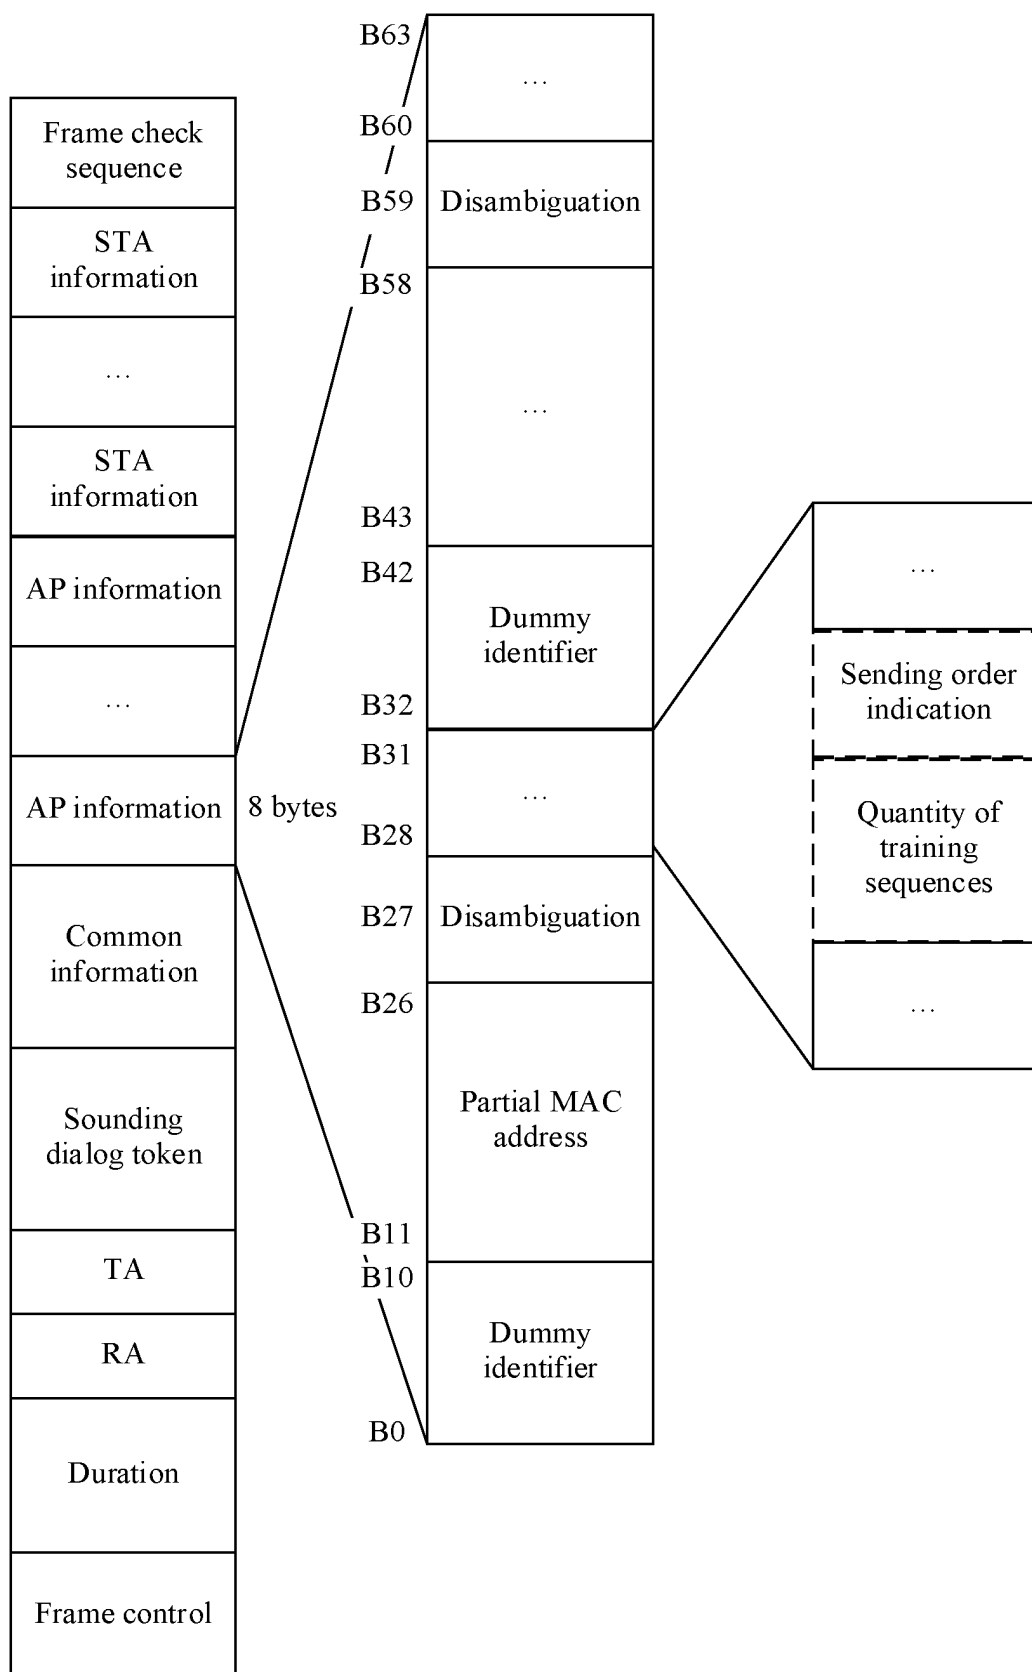 Frame check
sequence
STA
information
…
STA
information
AP information
…
AP information
8 bytes
Common
information
Sounding
dialog token
TA
RA
Duration
Frame control
B63
…
B60
B59
Disambiguation
B58
…
B43
B42
Dummy
identifier
B32
B31
…
B28
B27
Disambiguation
B26
Partial MAC
address
B11
B10
Dummy
identifier
B0
…
Sending order
indication
Quantity of
training
sequences
…